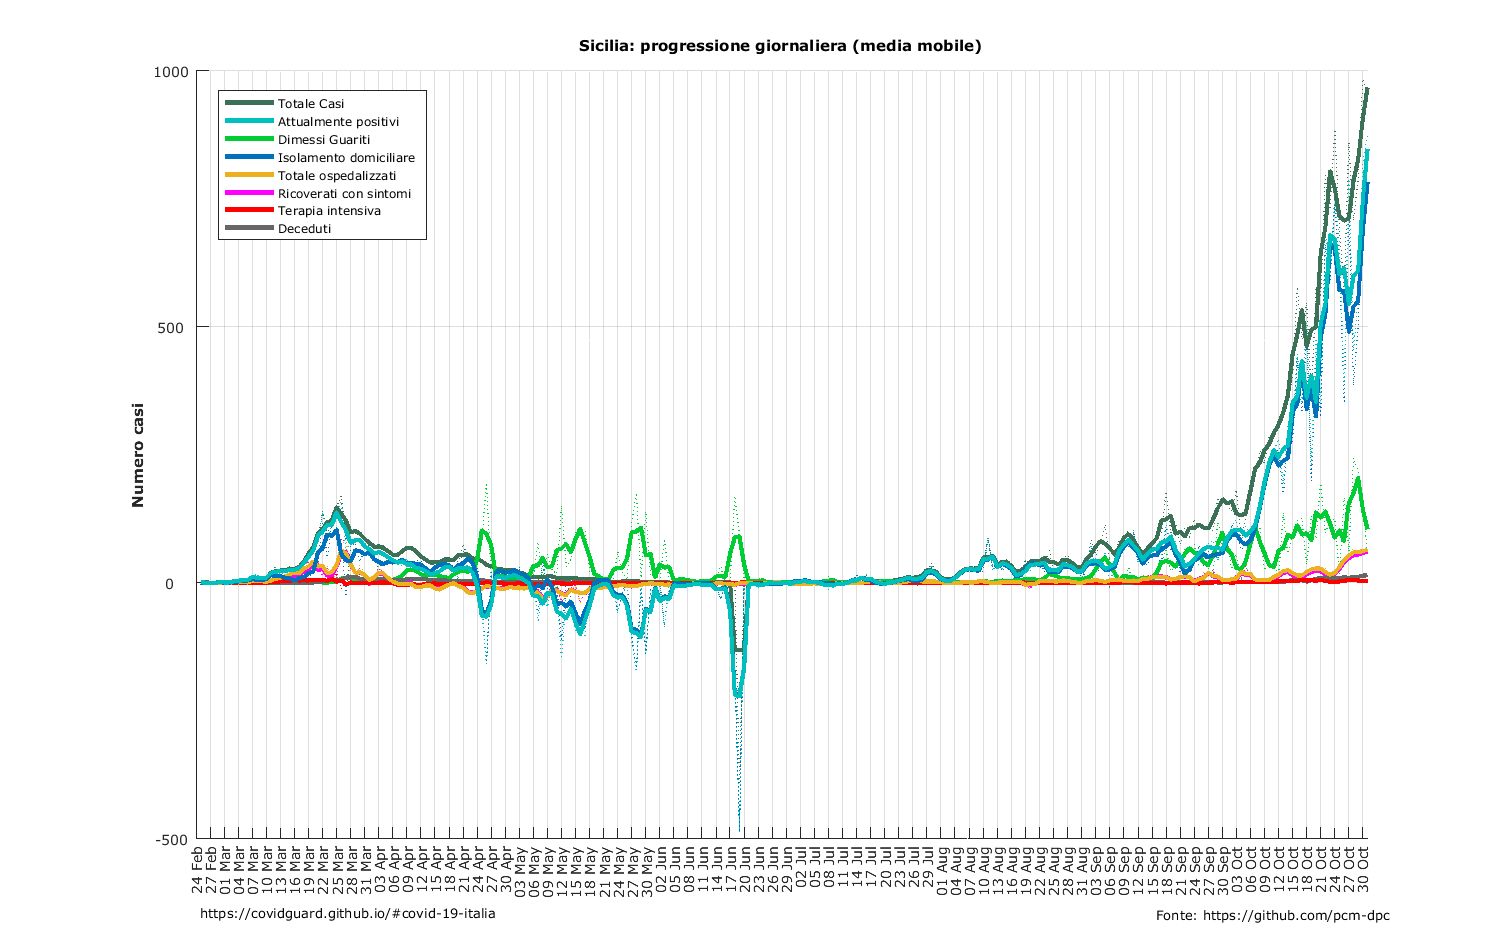 Sicilia: progressione giornaliera (media mobile)
1000
500
0
-500
Numero casi
Totale Casi
Attualmente positivi
Dimessi Guariti
Isolamento domiciliare
Totale ospedalizzati
Ricoverati con sintomi
Terapia intensiva
Deceduti
24 Feb
27 Feb
01 Mar
04 Mar
07 Mar
10 Mar
13 Mar
16 Mar
19 Mar
22 Mar
25 Mar
28 Mar
31 Mar
03 Apr
06 Apr
09 Apr
12 Apr
15 Apr
18 Apr
21 Apr
24 Apr
27 Apr
30 Apr
03 May
06 May
09 May
12 May
15 May
18 May
21 May
24 May
27 May
30 May
02 Jun
05 Jun
08 Jun
11 Jun
14 Jun
17 Jun
20 Jun
23 Jun
26 Jun
29 Jun
02 Jul
05 Jul
08 Jul
11 Jul
14 Jul
17 Jul
20 Jul
23 Jul
26 Jul
29 Jul
01 Aug
04 Aug
07 Aug
10 Aug
13 Aug
16 Aug
19 Aug
22 Aug
25 Aug
28 Aug
31 Aug
03 Sep
06 Sep
09 Sep
12 Sep
15 Sep
18 Sep
21 Sep
24 Sep
27 Sep
30 Sep
03 Oct
06 Oct
09 Oct
12 Oct
15 Oct
18 Oct
21 Oct
24 Oct
27 Oct
30 Oct
https://covidguard.github.io/#covid-19-italia
Fonte: https://github.com/pcm-dpc